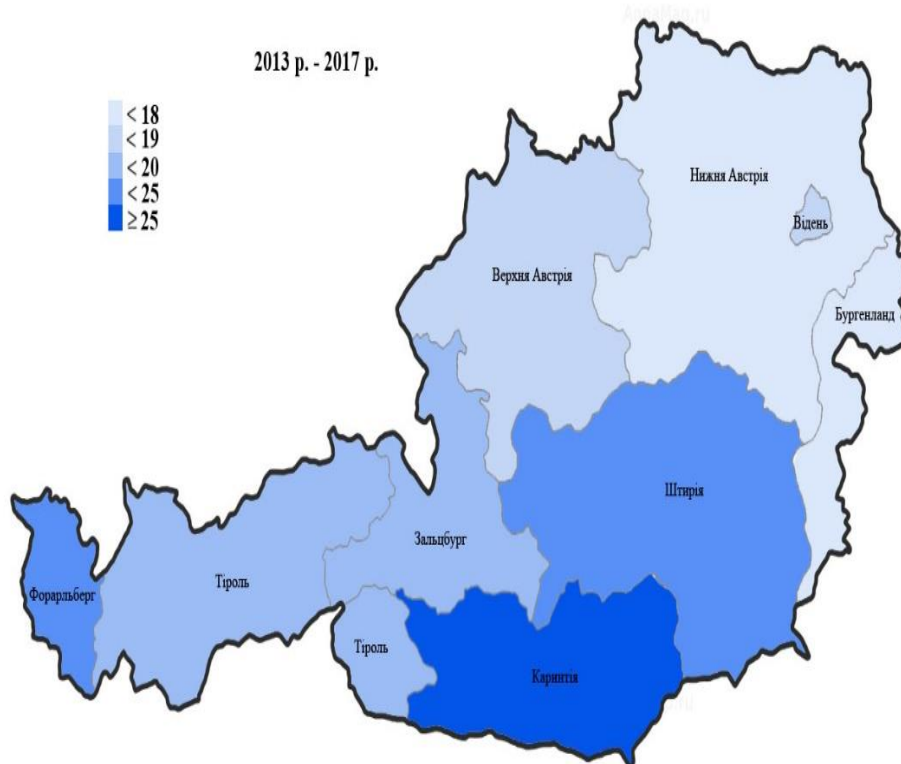 2013 р. - 2017 р.
< 18
< 19
< 20
< 25
≥ 25
Нижня Австрія
Відень
Верхня Австрія
Бургенланд
Штирія
Зальцбург
Тіроль
Форарльберг
Тіроль
Каринтія